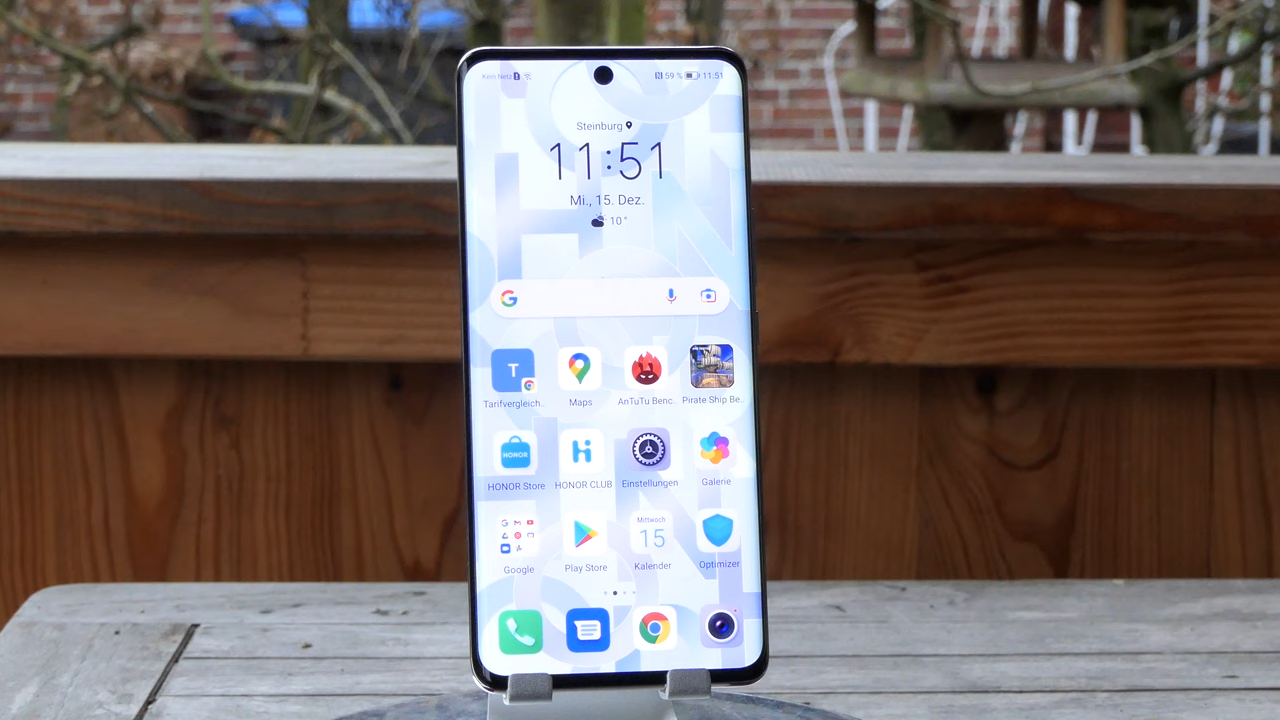 Kein Netz 59 % 11:51
Steinburg
11:51
Mi., 15. Dez.
10°
T
Tarifvergleich.. Maps AnTuTu Benc.. Pirate Ship Be..
HONOR
HONOR Store HONOR CLUB Einstellungen Galerie
Mittwoch
15
Google Play Store Kalender Optimizer